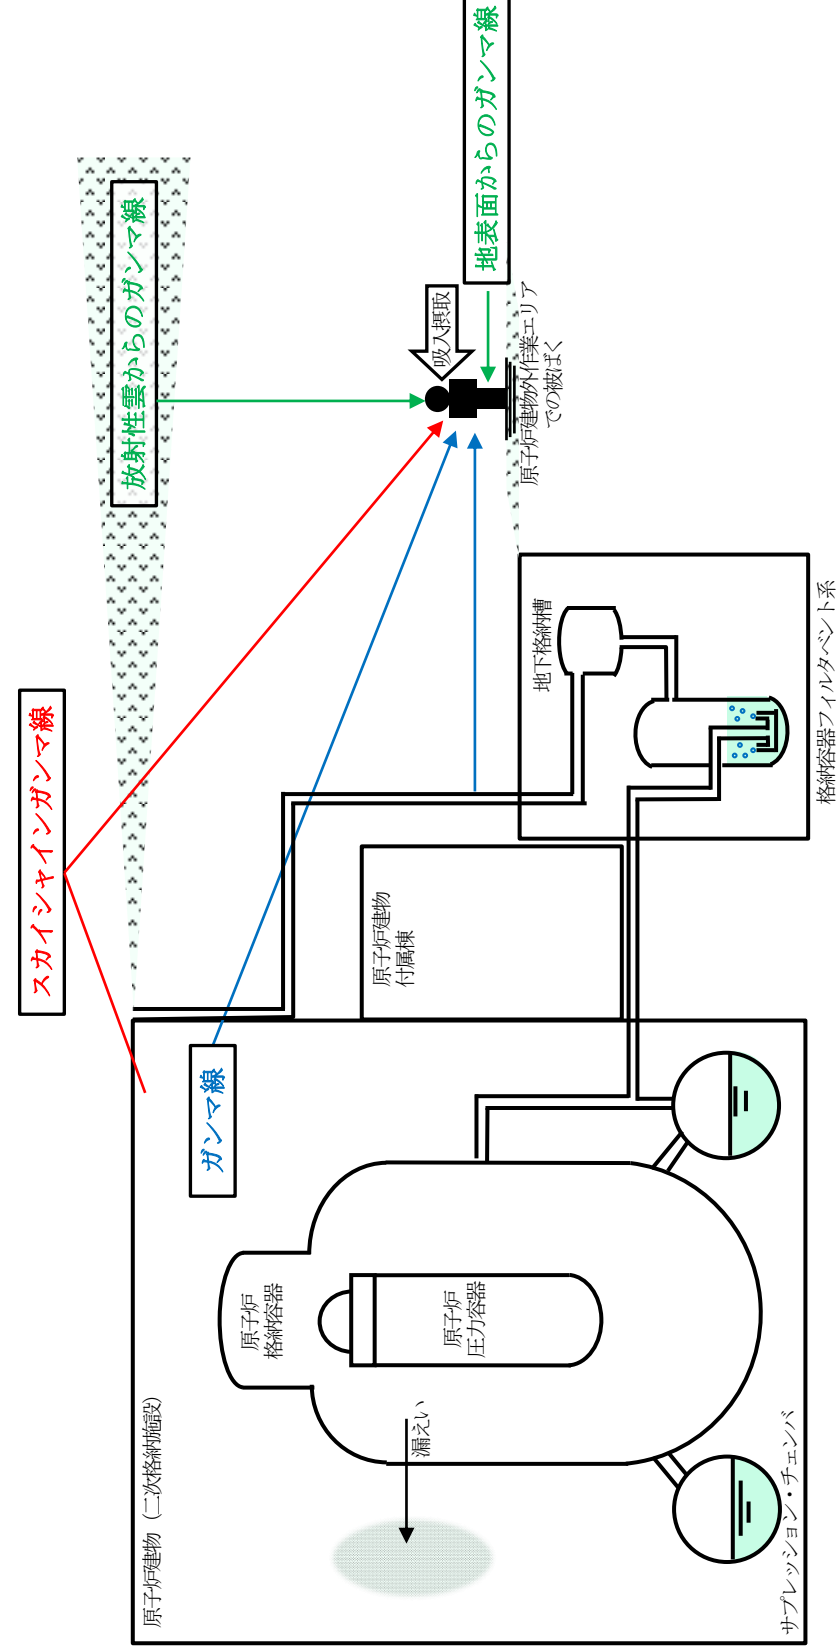 スカイシャインガンマ線
放射性雲からのガンマ線
地表面からのガンマ線
ガンマ線
吸入摂取
原子炉建物外作業エリア
での被ばく
原子炉建物（二次格納施設）
原子炉
格納容器
原子炉
圧力容器
漏えい
サプレッション・チェンバ
原子炉建物
付属棟
地下格納槽
格納容器フィルタベント系